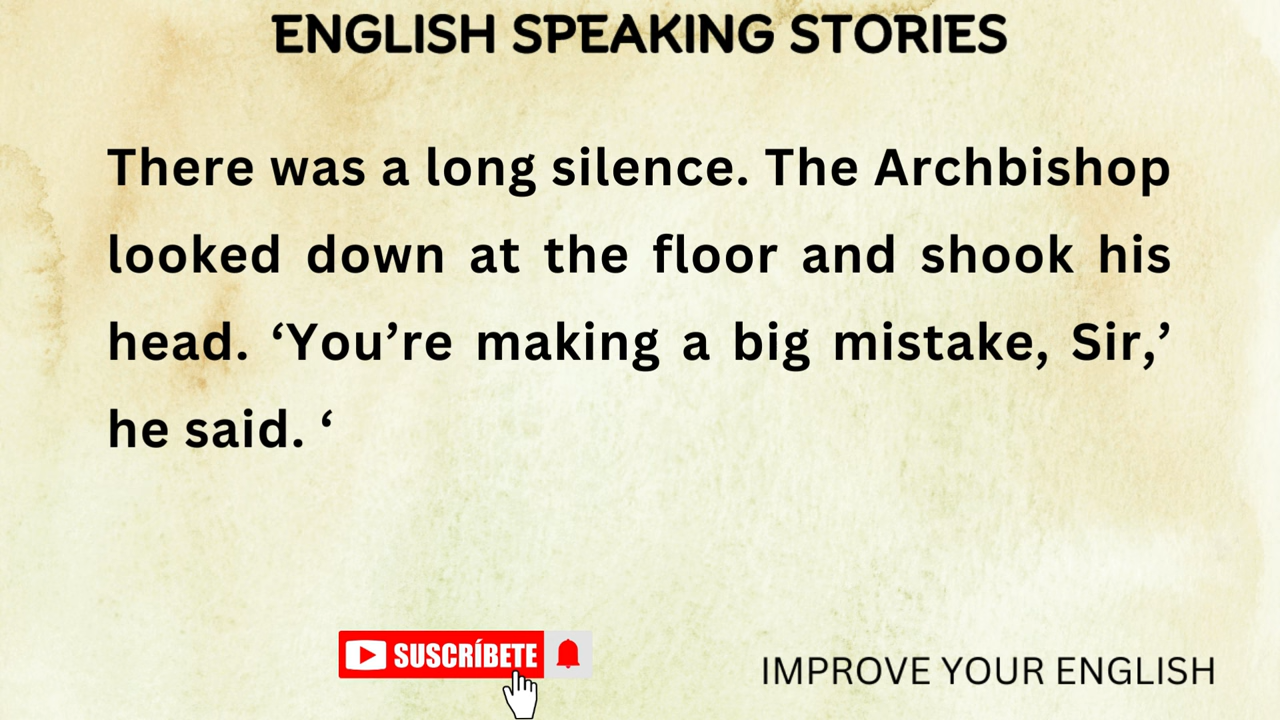 ENGLISH SPEAKING STORIES
There was a long silence. The Archbishop
looked down at the floor and shook his
head. ‘You’re making a big mistake, Sir,’
he said. ‘
SUSCRÍBETE
IMPROVE YOUR ENGLISH